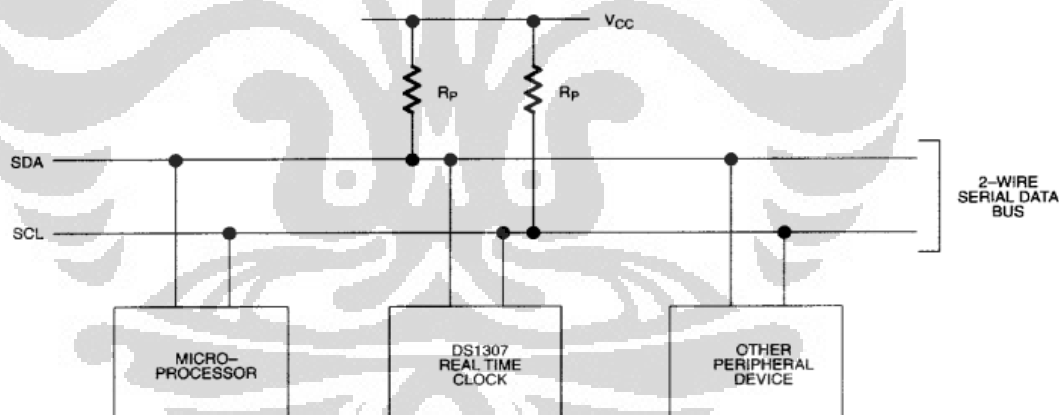 VCC
RP
RP
SDA
2–WIRE
SERIAL DATA
BUS
SCL
MICRO–
PROCESSOR
DS1307
REAL TIME
CLOCK
OTHER
PERIPHERAL
DEVICE